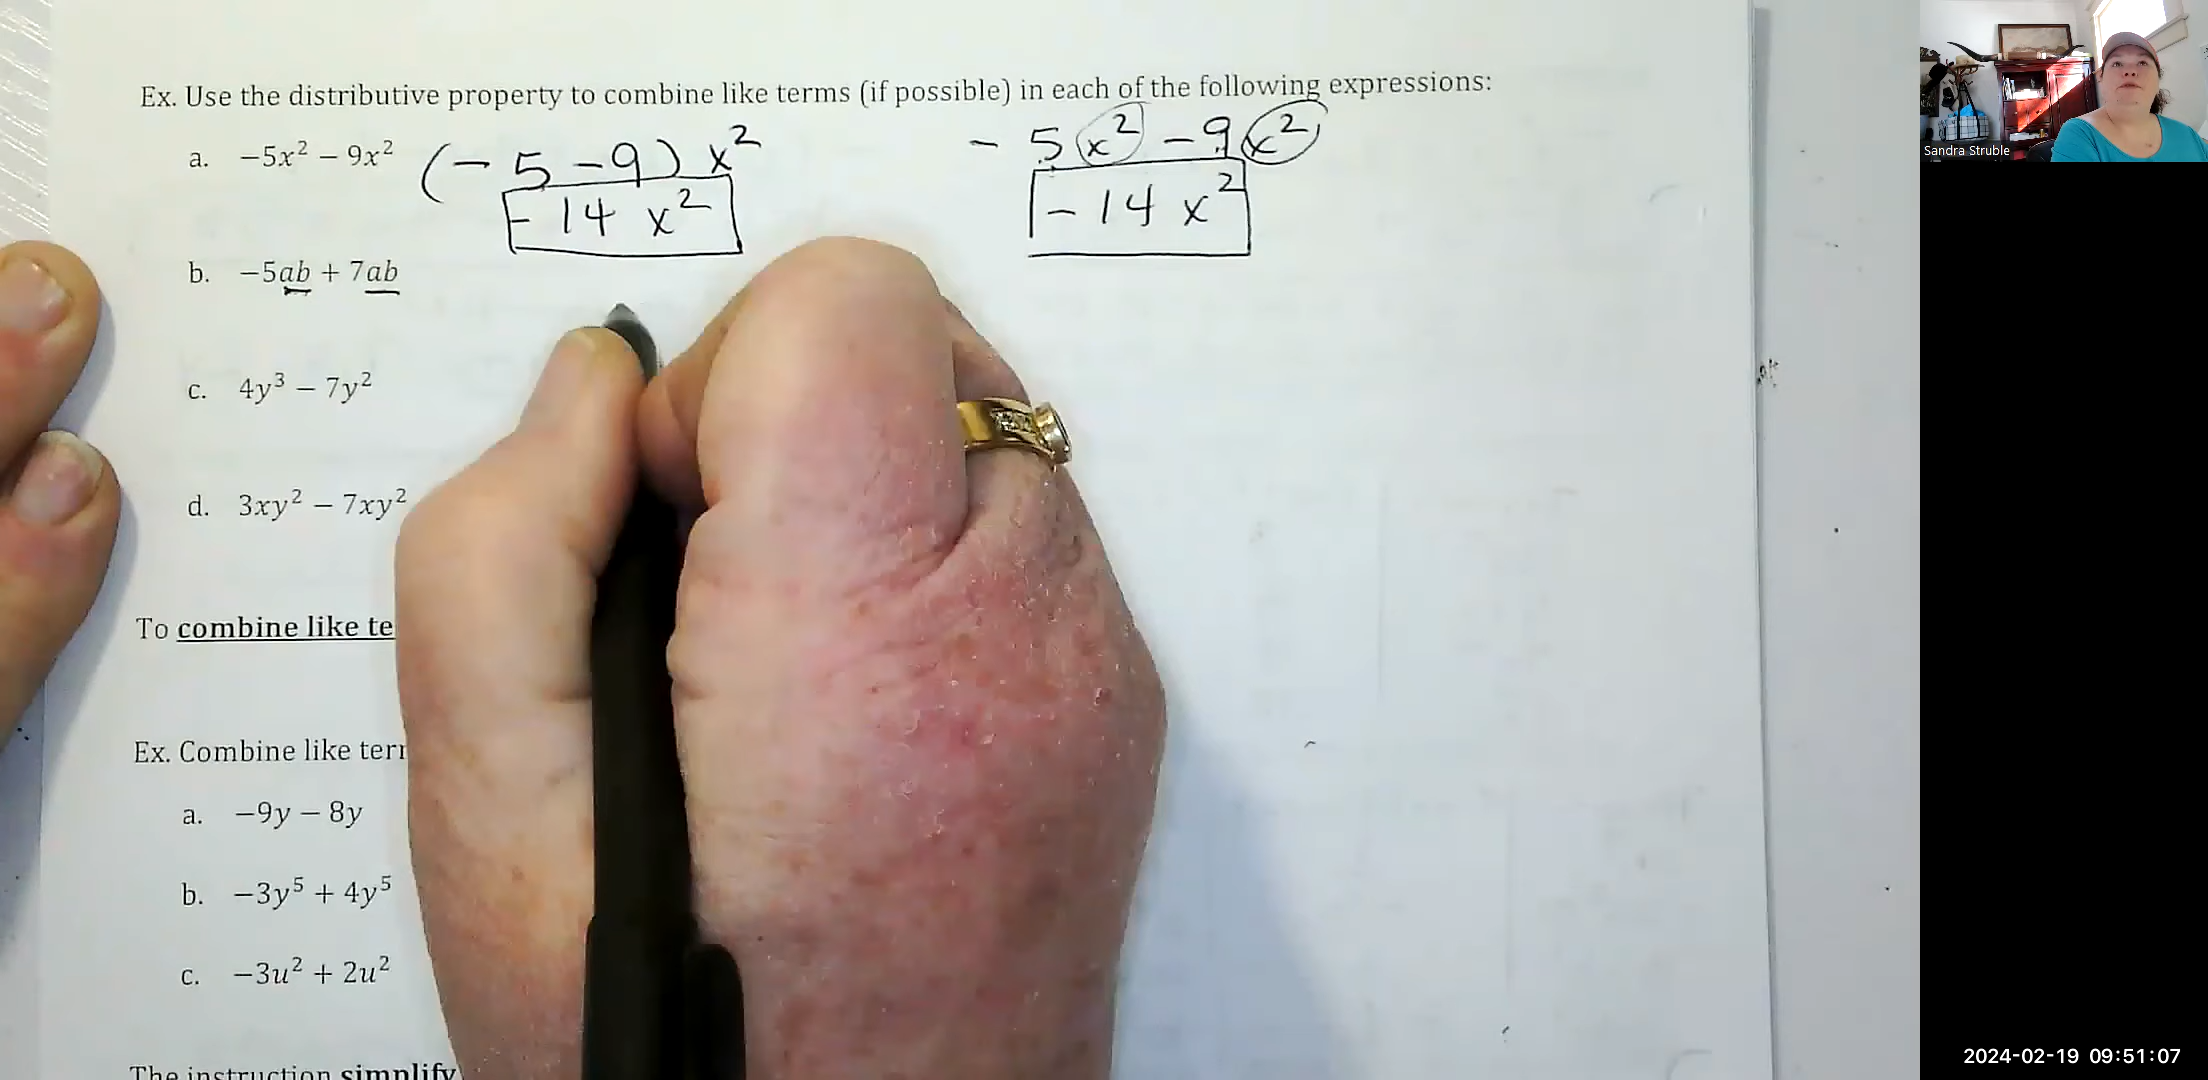 Ex. Use the distributive property to combine like terms (if possible) in each of the following expressions:
a. −5x² − 9x² (− 5 − 9) x² − 5 x² − 9 x²
− 14 x² − 14 x²
b. −5ab + 7ab
c. 4y³ − 7y²
d. 3xy² − 7xy²
To combine like te
Ex. Combine like ter
a. −9y − 8y
b. −3y⁵ + 4y⁵
c. −3u² + 2u²
The instruction simplify
Sandra Struble
2024-02-19 09:51:07